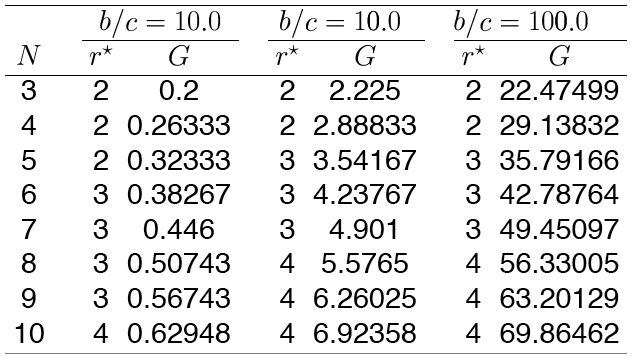 b/c = 10.0 b/c = 10.0 b/c = 100.0
N r⋆ G r⋆ G r⋆ G
3 2 0.2 2 2.225 2 22.47499
4 2 0.26333 2 2.88833 2 29.13832
5 2 0.32333 3 3.54167 3 35.79166
6 3 0.38267 3 4.23767 3 42.78764
7 3 0.446 3 4.901 3 49.45097
8 3 0.50743 4 5.5765 4 56.33005
9 3 0.56743 4 6.26025 4 63.20129
10 4 0.62948 4 6.92358 4 69.86462